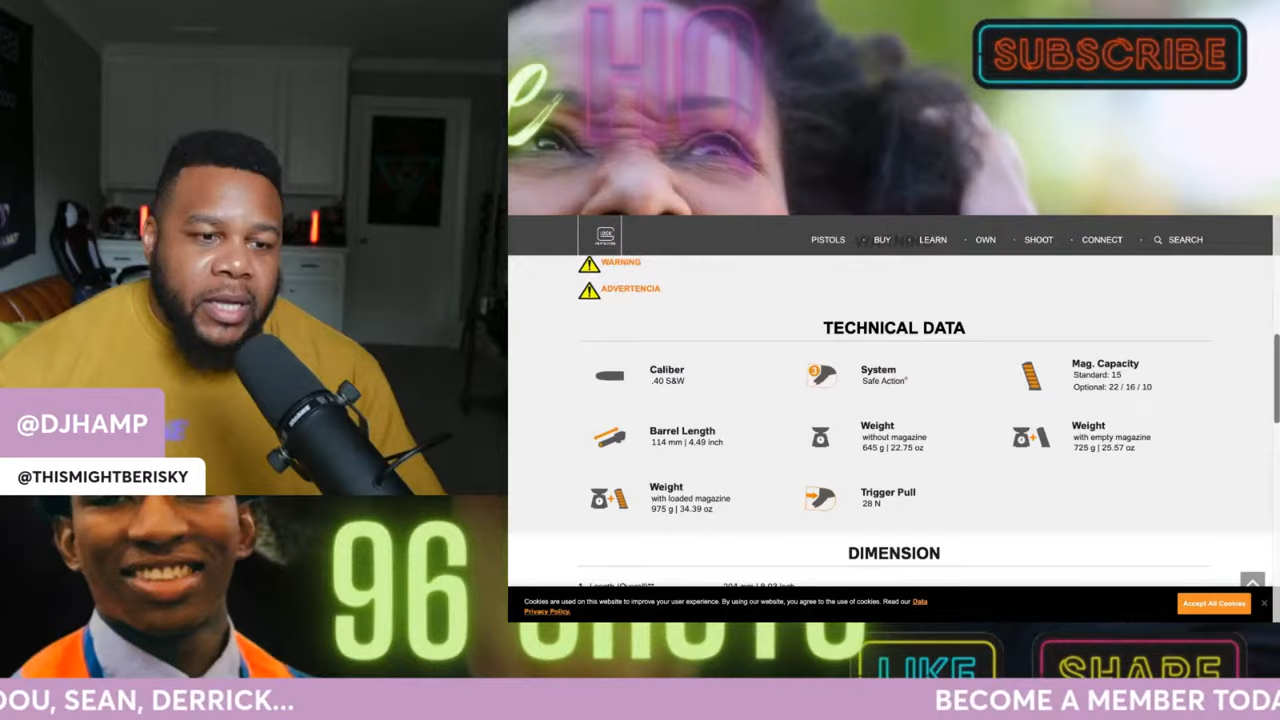 SUBSCRIBE
PISTOLS
BUY
LEARN
OWN
SHOOT
CONNECT
SEARCH
WARNING
ADVERTENCIA
TECHNICAL DATA
Caliber
.40 S&W
System
Safe Action®
Mag. Capacity
Standard: 15
Optional: 22 / 16 / 10
Barrel Length
114 mm | 4.49 inch
Weight
without magazine
645 g | 22.75 oz
Weight
with empty magazine
725 g | 25.57 oz
Weight
with loaded magazine
975 g | 34.39 oz
Trigger Pull
28 N
DIMENSION
Cookies are used on this website to improve your user experience. By using our website, you agree to the use of cookies. Read our Data
Privacy Policy.
Accept All Cookies
@DJHAMP
@THISMIGHTBERISKY
96
LIKE
SHARE
DOU, SEAN, DERRICK...
BECOME A MEMBER TODA